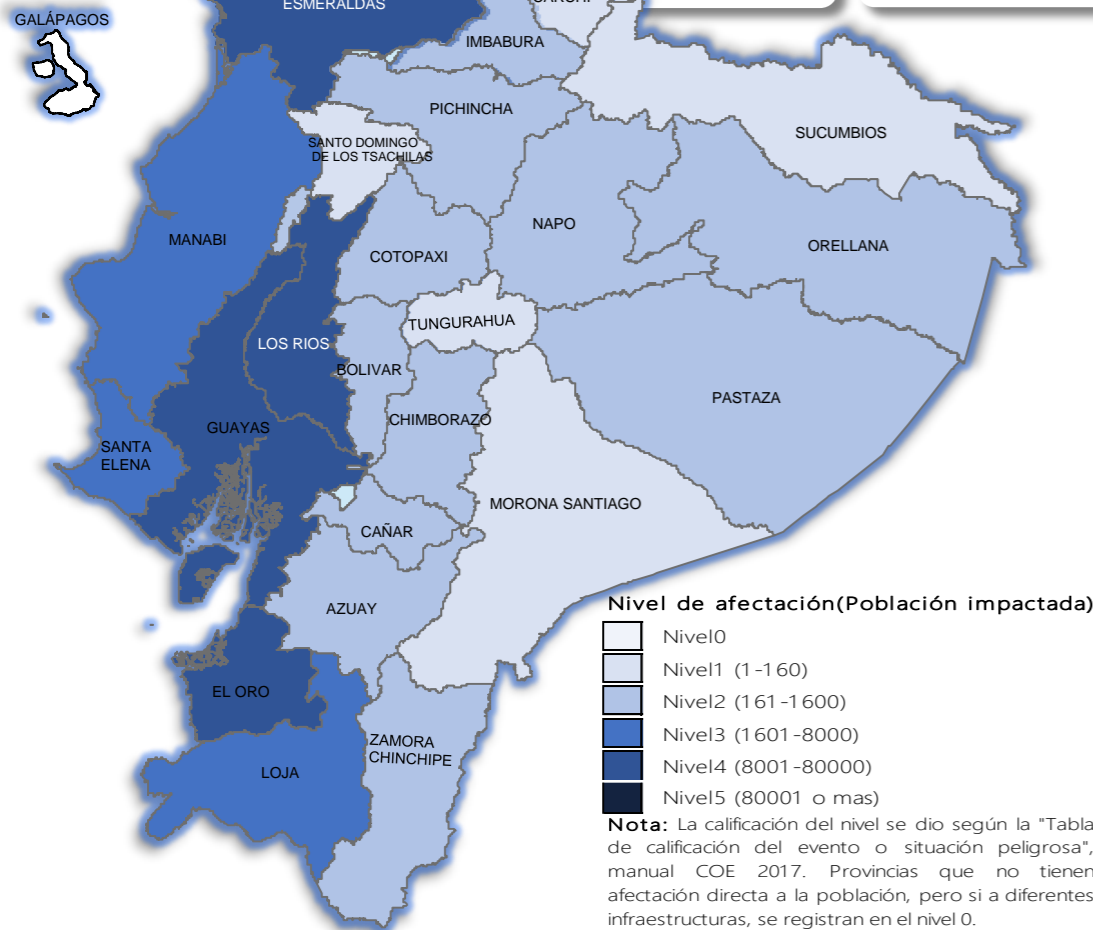 ESMERALDAS
CARCHI
GALÁPAGOS
IMBABURA
PICHINCHA
SUCUMBIOS
SANTO DOMINGO
DE LOS TSACHILAS
NAPO
MANABI
ORELLANA
COTOPAXI
TUNGURAHUA
LOS RIOS
BOLIVAR
PASTAZA
CHIMBORAZO
GUAYAS
SANTA
ELENA
MORONA SANTIAGO
CAÑAR
AZUAY
EL ORO
ZAMORA
CHINCHIPE
LOJA
Nivel de afectación(Población impactada)
Nivel0
Nivel1 (1-160)
Nivel2 (161-1600)
Nivel3 (1601-8000)
Nivel4 (8001-80000)
Nivel5 (80001 o mas)
Nota: La calificación del nivel se dio según la "Tabla
de calificación del evento o situación peligrosa",
manual COE 2017. Provincias que no tienen
afectación directa a la población, pero si a diferentes
infraestructuras, se registran en el nivel 0.